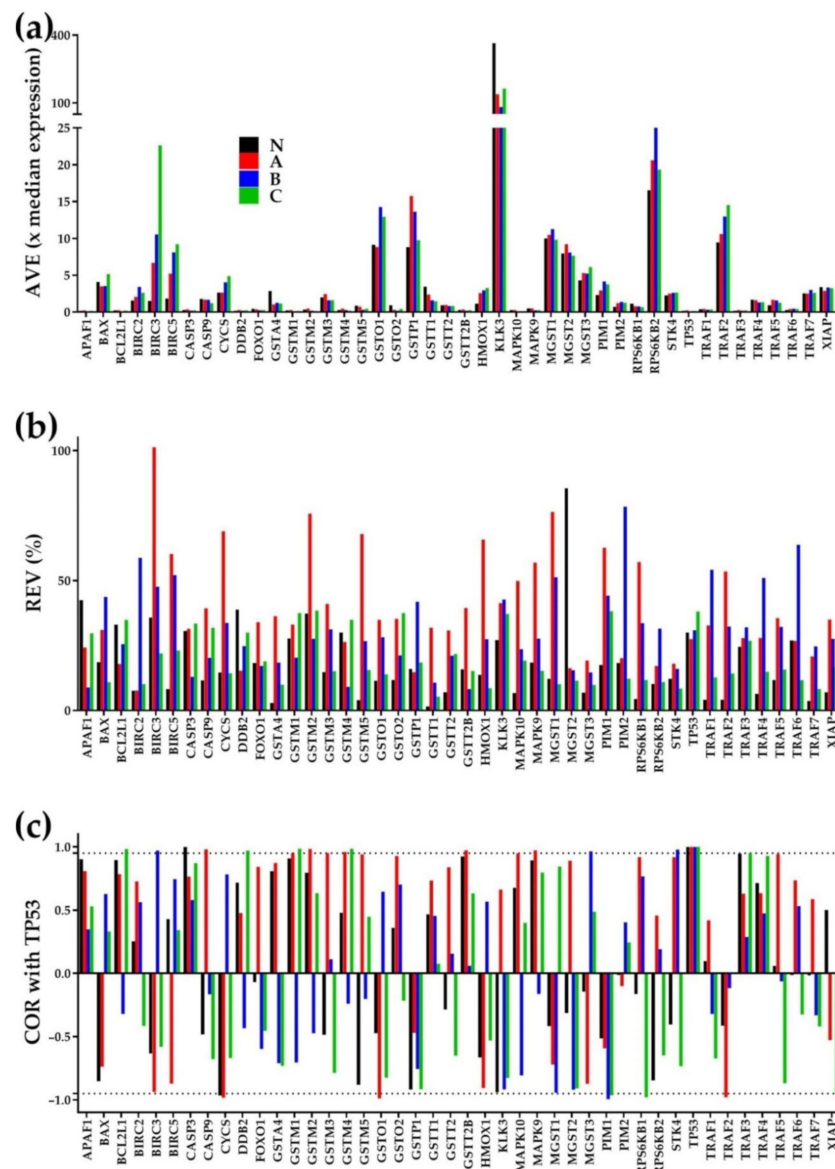 (a)
AVE (x median expression)
400
100
25
20
15
10
5
0
N
A
B
C
APAF1 BAX BCL2L1 BIRC2 BIRC3 BIRC5 CASP3 CASP9 CYCS DDB2 FOXO1 GSTA4 GSTM1 GSTM2 GSTM3 GSTM4 GSTM5 GSTO1 GSTO2 GSTP1 GSTT1 GSTT2 GSTT2B HMOX1 KLK3 MAPK10 MAPK9 MGST1 MGST2 MGST3 PIM1 PIM2 RPS6KB1 RPS6KB2 STK4 TP53 TRAF1 TRAF2 TRAF3 TRAF4 TRAF5 TRAF6 TRAF7 XIAP
(b)
REV (%)
100
50
0
APAF1 BAX BCL2L1 BIRC2 BIRC3 BIRC5 CASP3 CASP9 CYCS DDB2 FOXO1 GSTA4 GSTM1 GSTM2 GSTM3 GSTM4 GSTM5 GSTO1 GSTO2 GSTP1 GSTT1 GSTT2 GSTT2B HMOX1 KLK3 MAPK10 MAPK9 MGST1 MGST2 MGST3 PIM1 PIM2 RPS6KB1 RPS6KB2 STK4 TP53 TRAF1 TRAF2 TRAF3 TRAF4 TRAF5 TRAF6 TRAF7 XIAP
(c)
COR with TP53
1.0
0.5
0.0
-0.5
-1.0
APAF1 BAX BCL2L1 BIRC2 BIRC3 BIRC5 CASP3 CASP9 CYCS DDB2 FOXO1 GSTA4 GSTM1 GSTM2 GSTM3 GSTM4 GSTM5 GSTO1 GSTO2 GSTP1 GSTT1 GSTT2 GSTT2B HMOX1 KLK3 MAPK10 MAPK9 MGST1 MGST2 MGST3 PIM1 PIM2 RPS6KB1 RPS6KB2 STK4 TP53 TRAF1 TRAF2 TRAF3 TRAF4 TRAF5 TRAF6 TRAF7 XIAP